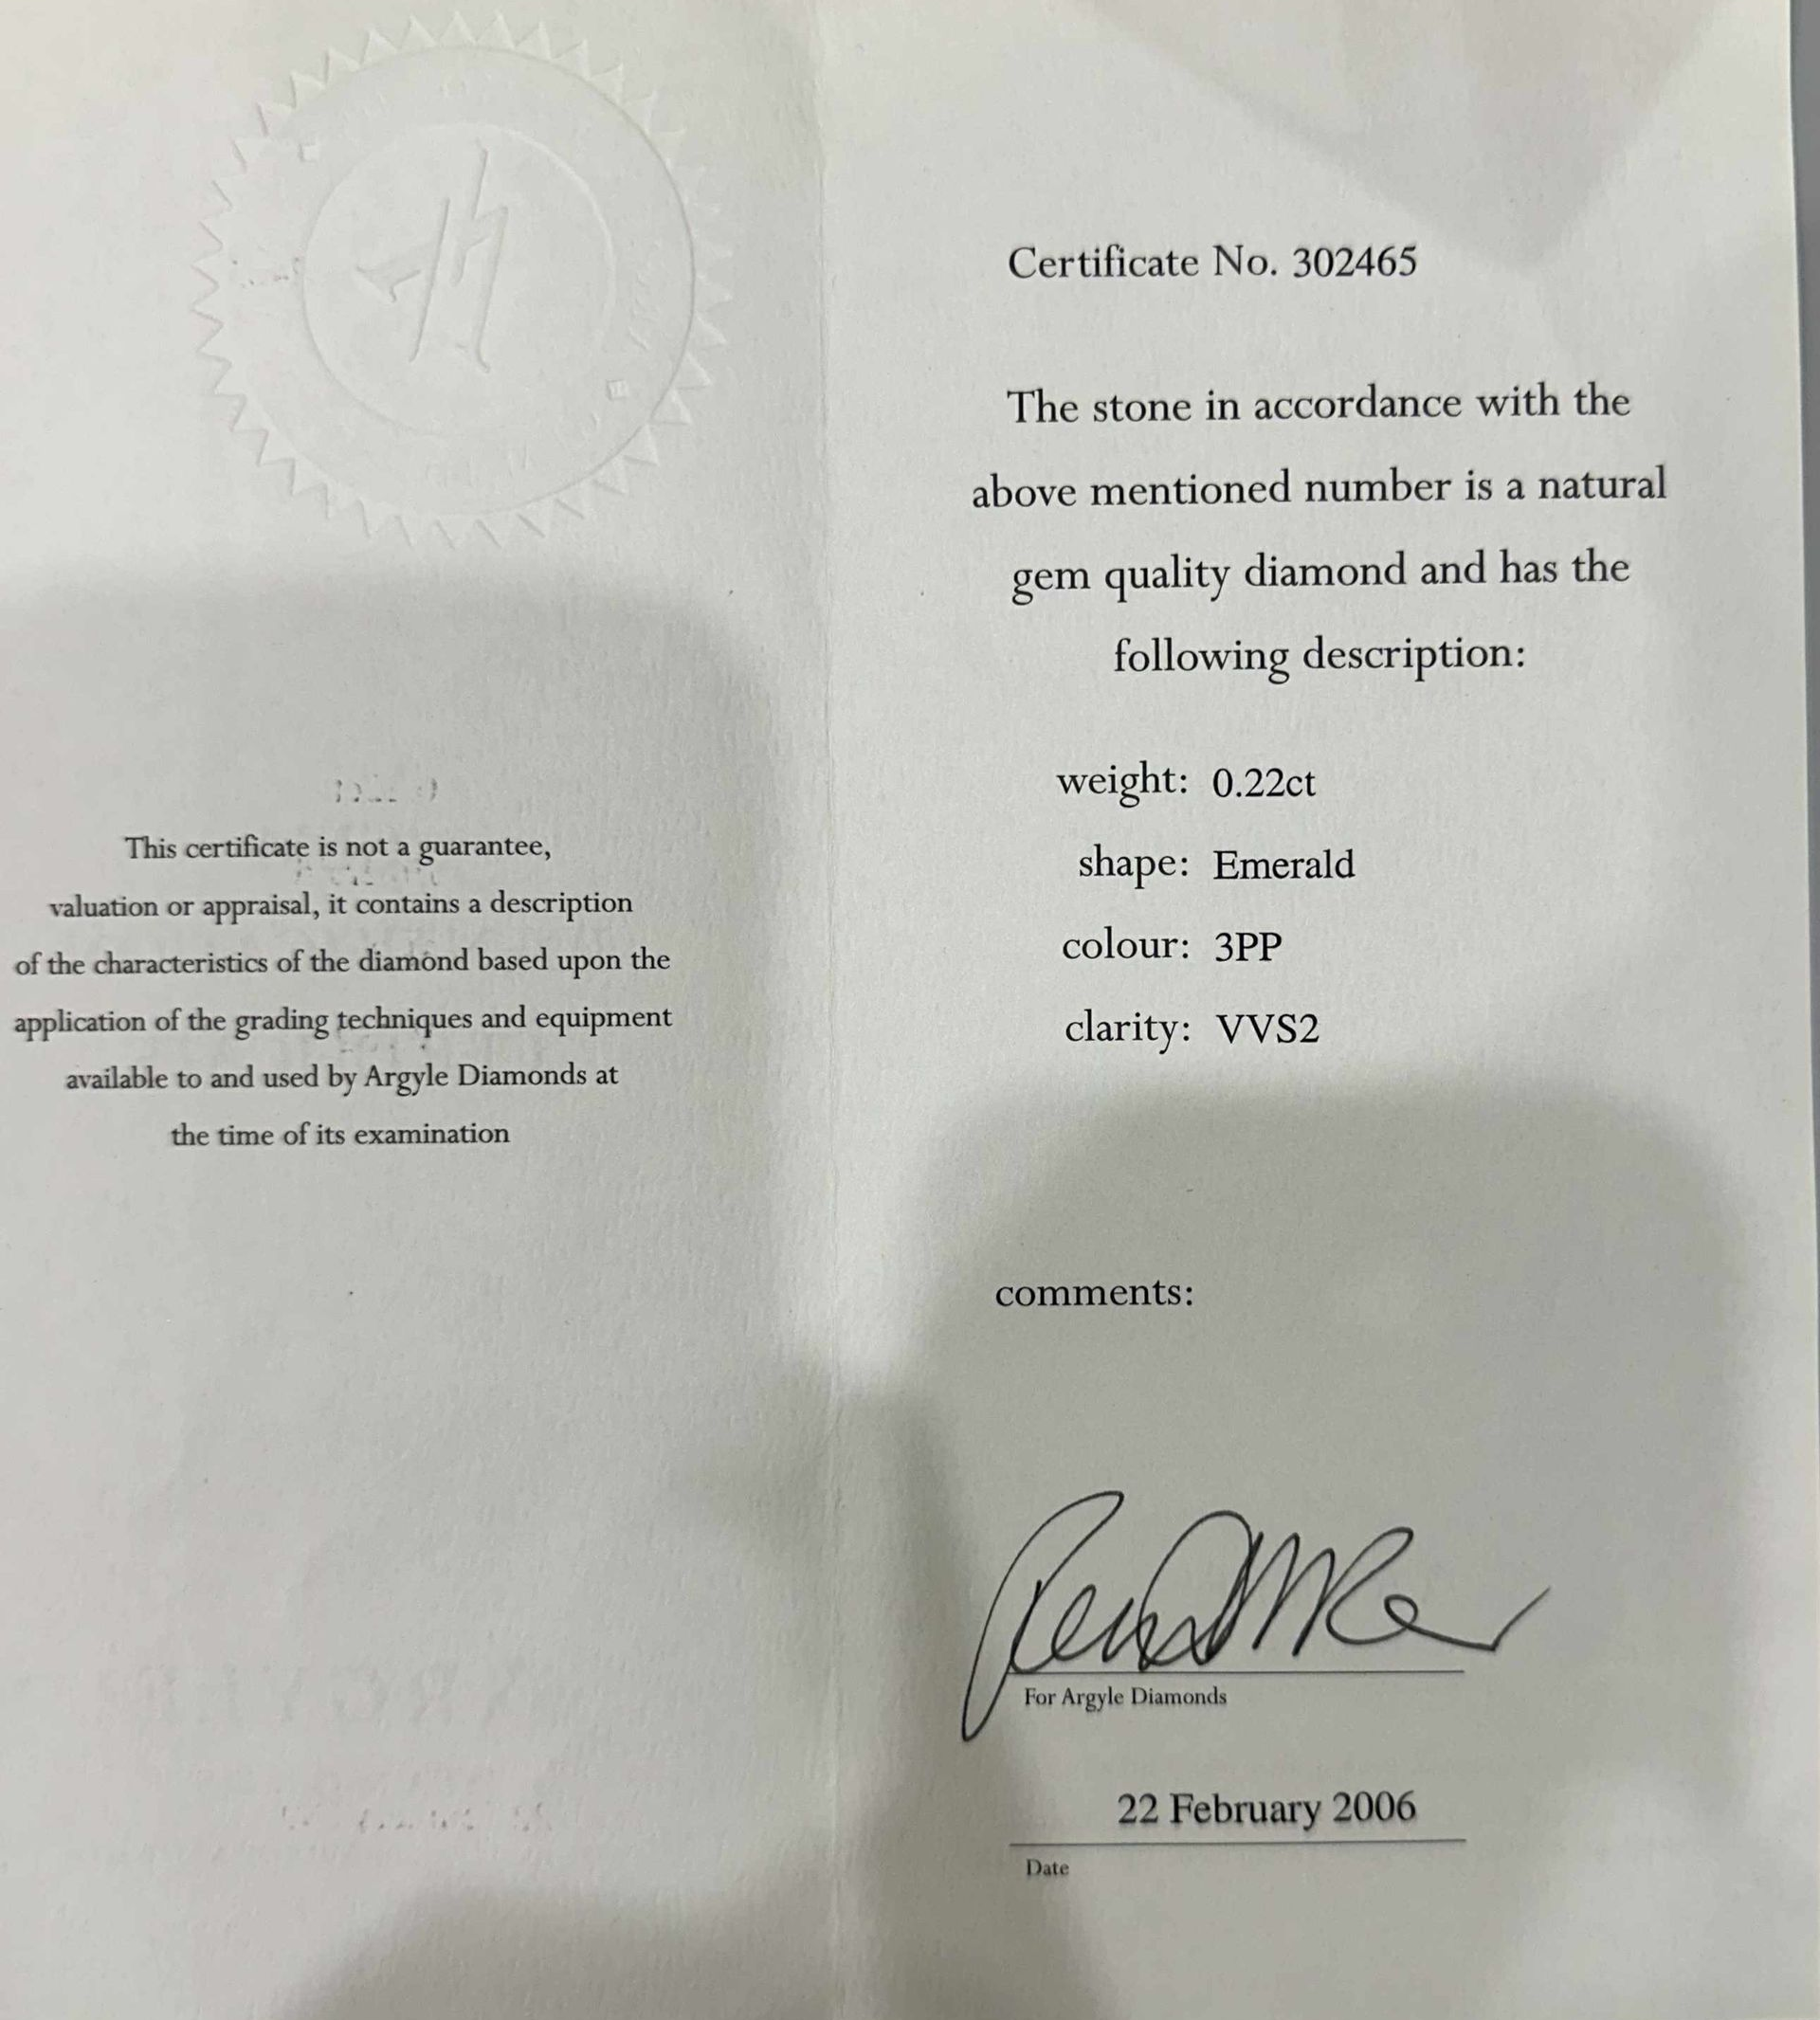 This certificate is not a guarantee,
valuation or appraisal, it contains a description
of the characteristics of the diamond based upon the
application of the grading techniques and equipment
available to and used by Argyle Diamonds at
the time of its examination
Certificate No. 302465
The stone in accordance with the
above mentioned number is a natural
gem quality diamond and has the
following description:
weight: 0.22ct
shape: Emerald
colour: 3PP
clarity: VVS2
comments:
For Argyle Diamonds
22 February 2006
Date